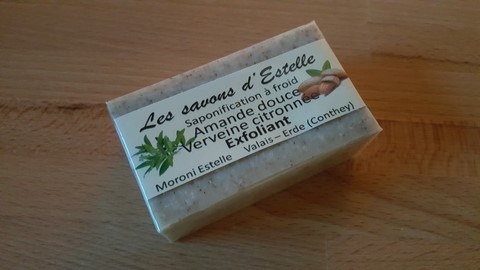 Les savons d'Estelle
Saponification à froid
Amande douce
Verveine citronnée
Exfoliant
Moroni Estelle Valais – Erde (Conthey)